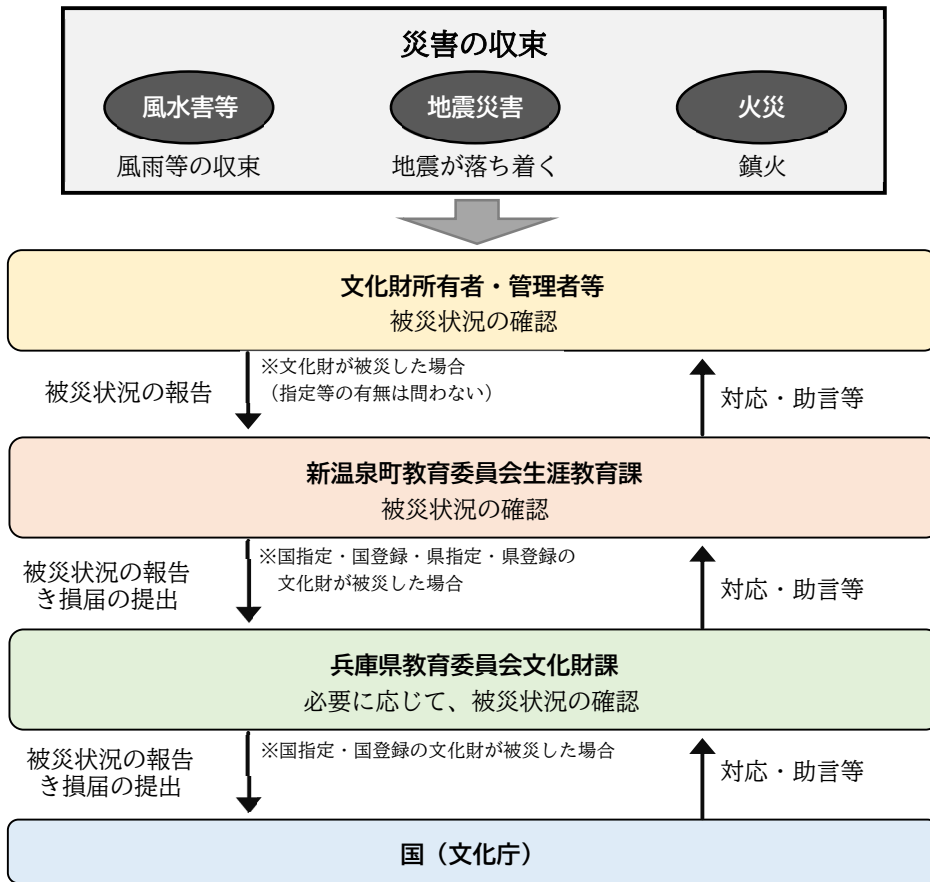 災害の収束
風水害等
地震災害
火災
風雨等の収束
地震が落ち着く
鎮火
文化財所有者・管理者等
被災状況の確認
被災状況の報告
※文化財が被災した場合
（指定等の有無は問わない）
対応・助言等
新温泉町教育委員会生涯教育課
被災状況の確認
被災状況の報告
き損届の提出
※国指定・国登録・県指定・県登録の
文化財が被災した場合
対応・助言等
兵庫県教育委員会文化財課
必要に応じて、被災状況の確認
被災状況の報告
き損届の提出
※国指定・国登録の文化財が被災した場合
対応・助言等
国（文化庁）